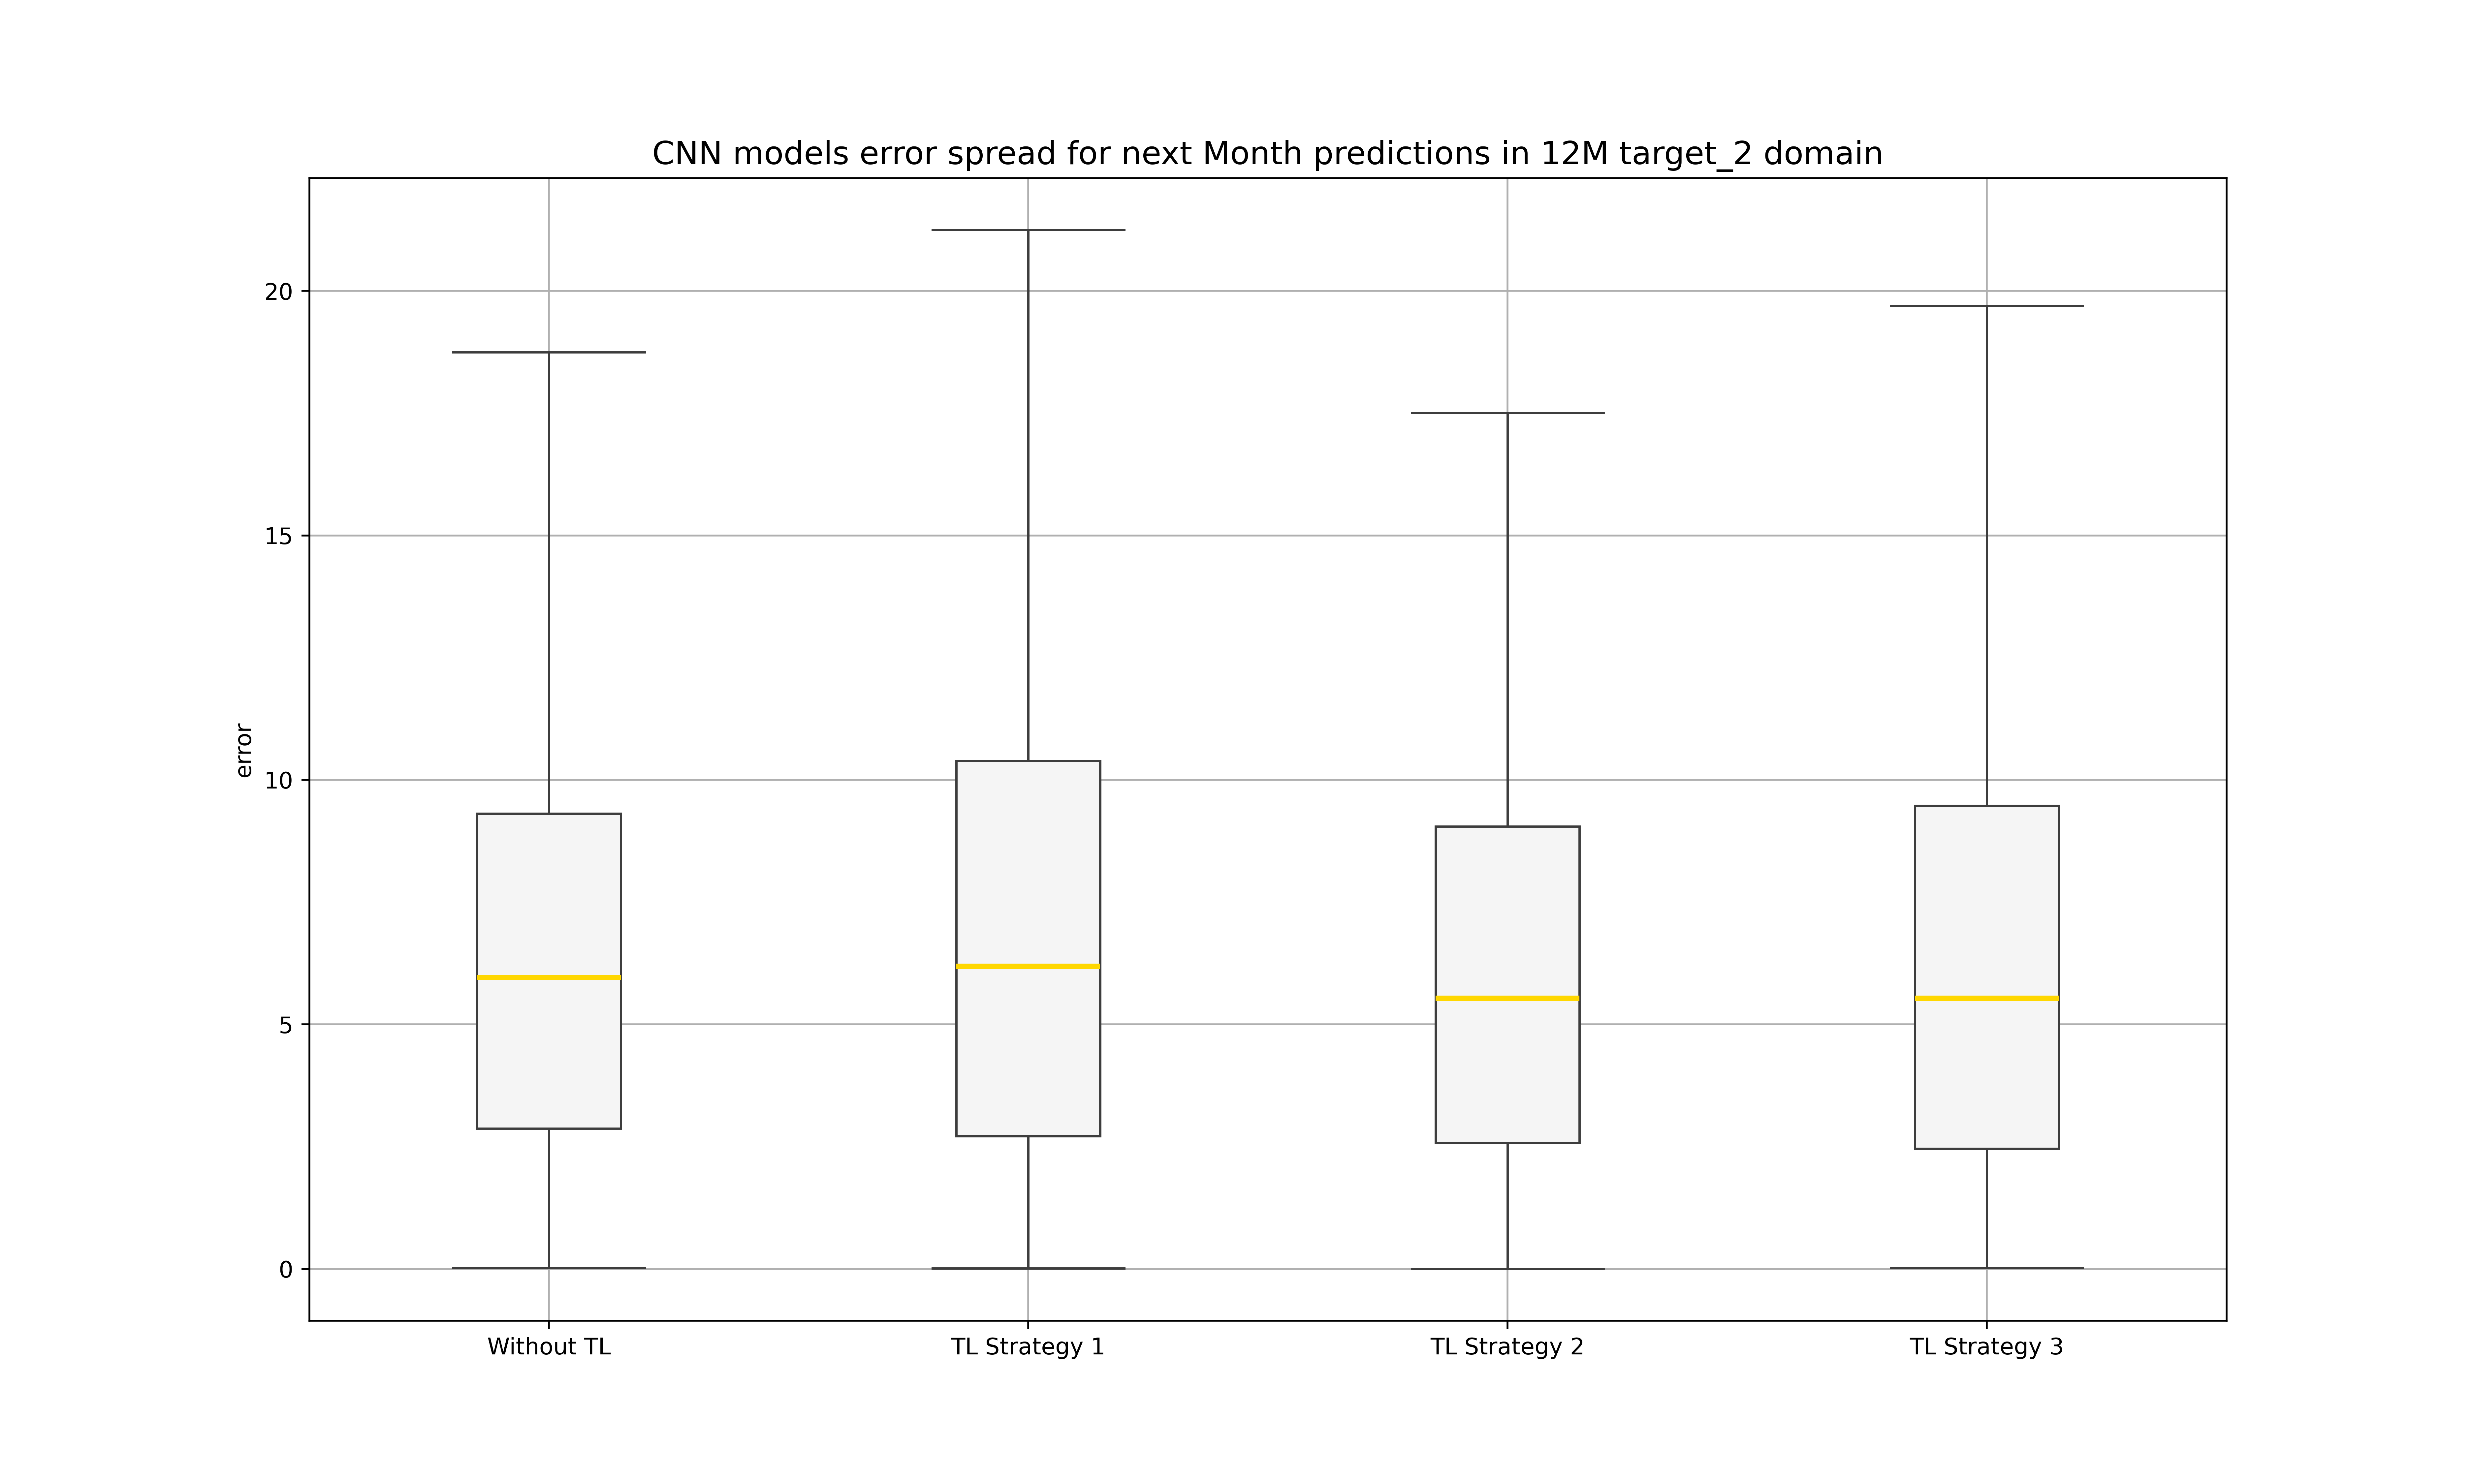 CNN models error spread for next Month predictions in 12M target_2 domain
error
20
15
10
5
0
Without TL
TL Strategy 1
TL Strategy 2
TL Strategy 3